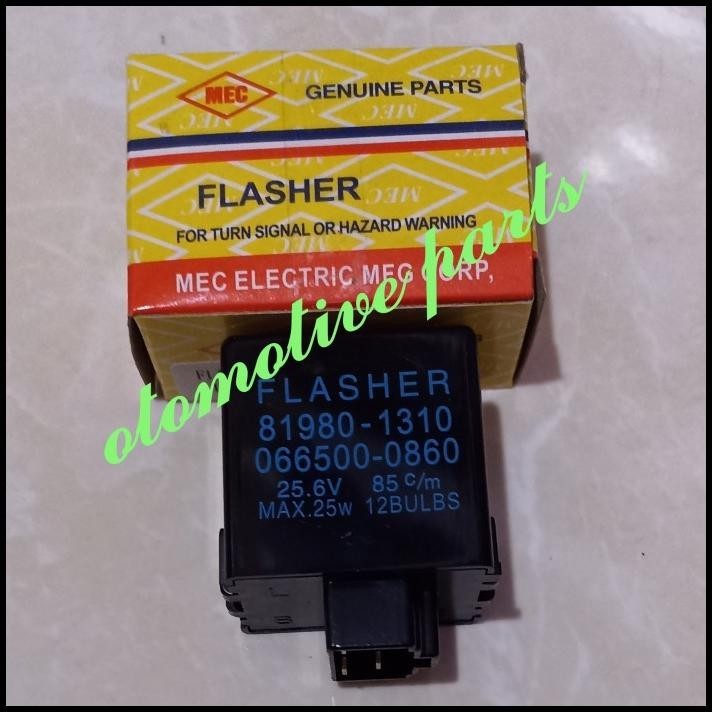 MEC
GENUINE PARTS
FLASHER
FOR TURN SIGNAL OR HAZARD WARNING
MEC ELECTRIC MFG CORP,
otomotive parts
FLASHER
81980-1310
066500-0860
25.6V 85 c/m
MAX.25w 12BULBS
L
B